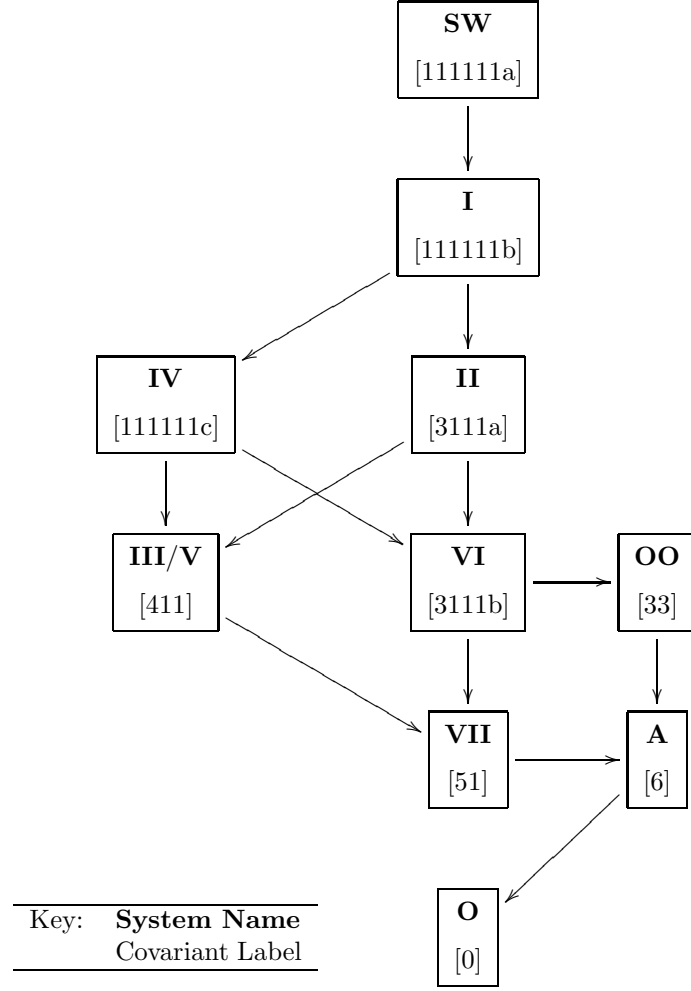 SW
[111111a]
I
[111111b]
IV
[111111c]
II
[3111a]
III/V
[411]
VI
[3111b]
OO
[33]
VII
[51]
A
[6]
O
[0]
Key: System Name
Covariant Label